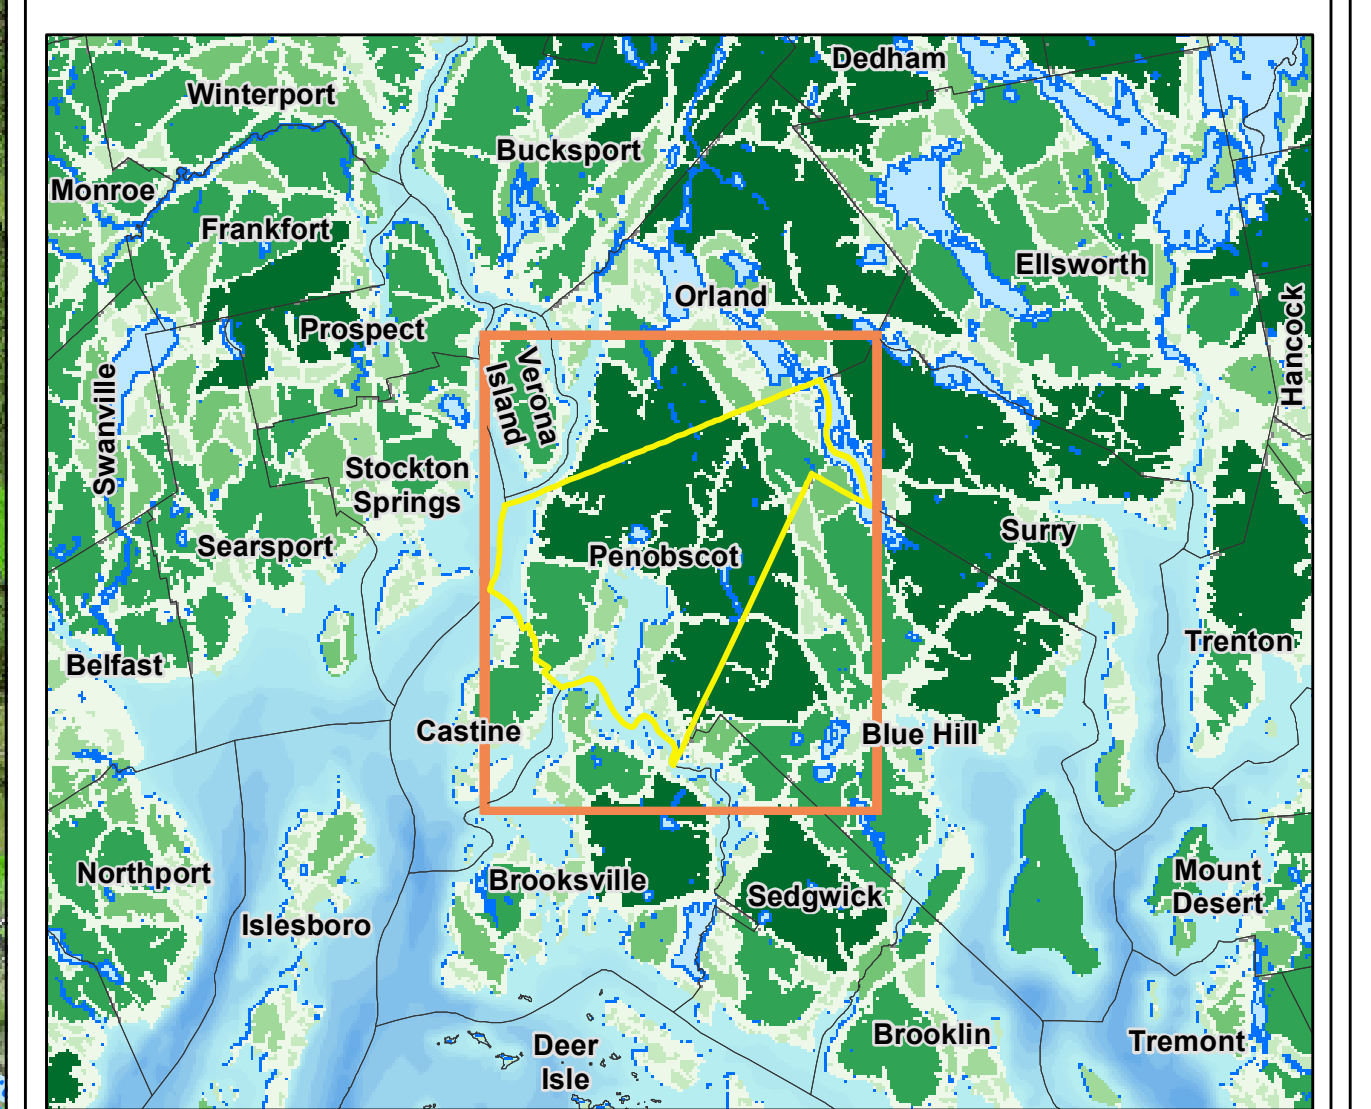 Dedham
Winterport
Bucksport
Monroe
Frankfort
Ellsworth
Orland
Hancock
Prospect
Verona
Island
Swanville
Stockton
Springs
Surry
Searsport
Penobscot
Trenton
Belfast
Castine
Blue Hill
Northport
Brooksville
Mount
Desert
Sedgwick
Islesboro
Brooklin
Tremont
Deer
Isle